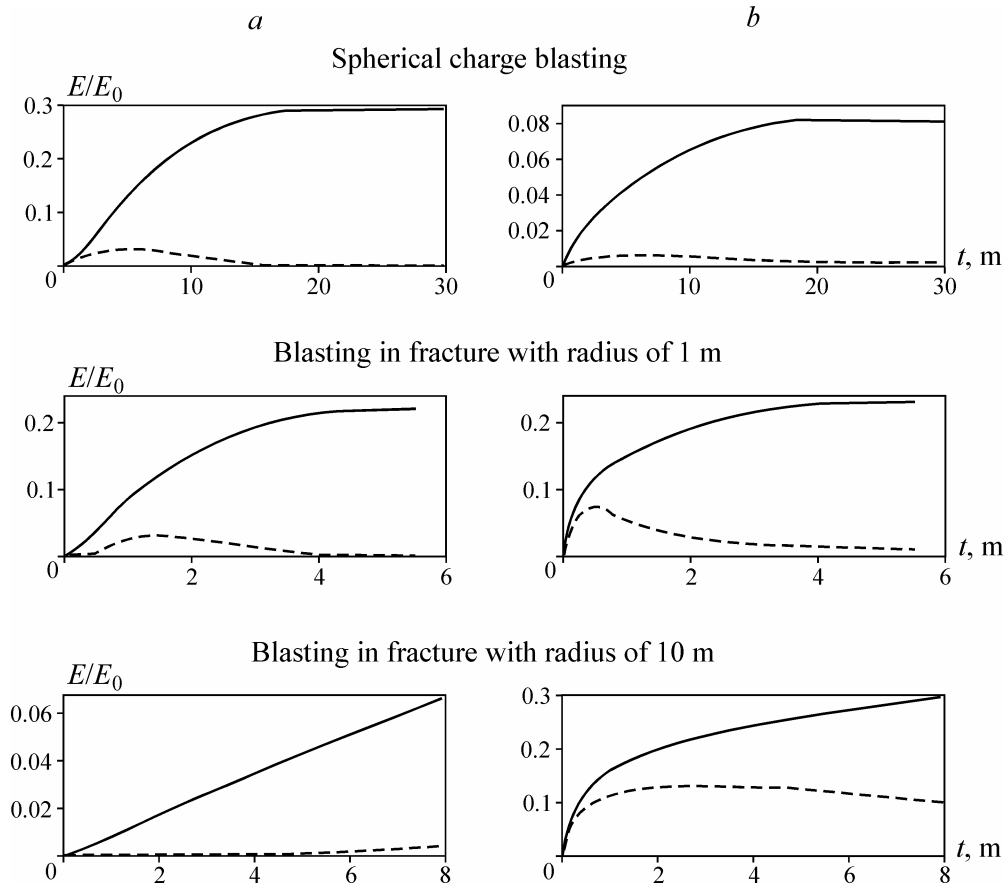 a b
Spherical charge blasting
E/E0
0.3
0.2
0.1
0 10 20 30
0.08
0.06
0.04
0.02
0 10 20 30
t, m
Blasting in fracture with radius of 1 m
E/E0
0.2
0.1
0 2 4 6
0.2
0.1
0 2 4 6
t, m
Blasting in fracture with radius of 10 m
E/E0
0.06
0.04
0.02
0 2 4 6 8
0.3
0.2
0.1
0 2 4 6 8
t, m